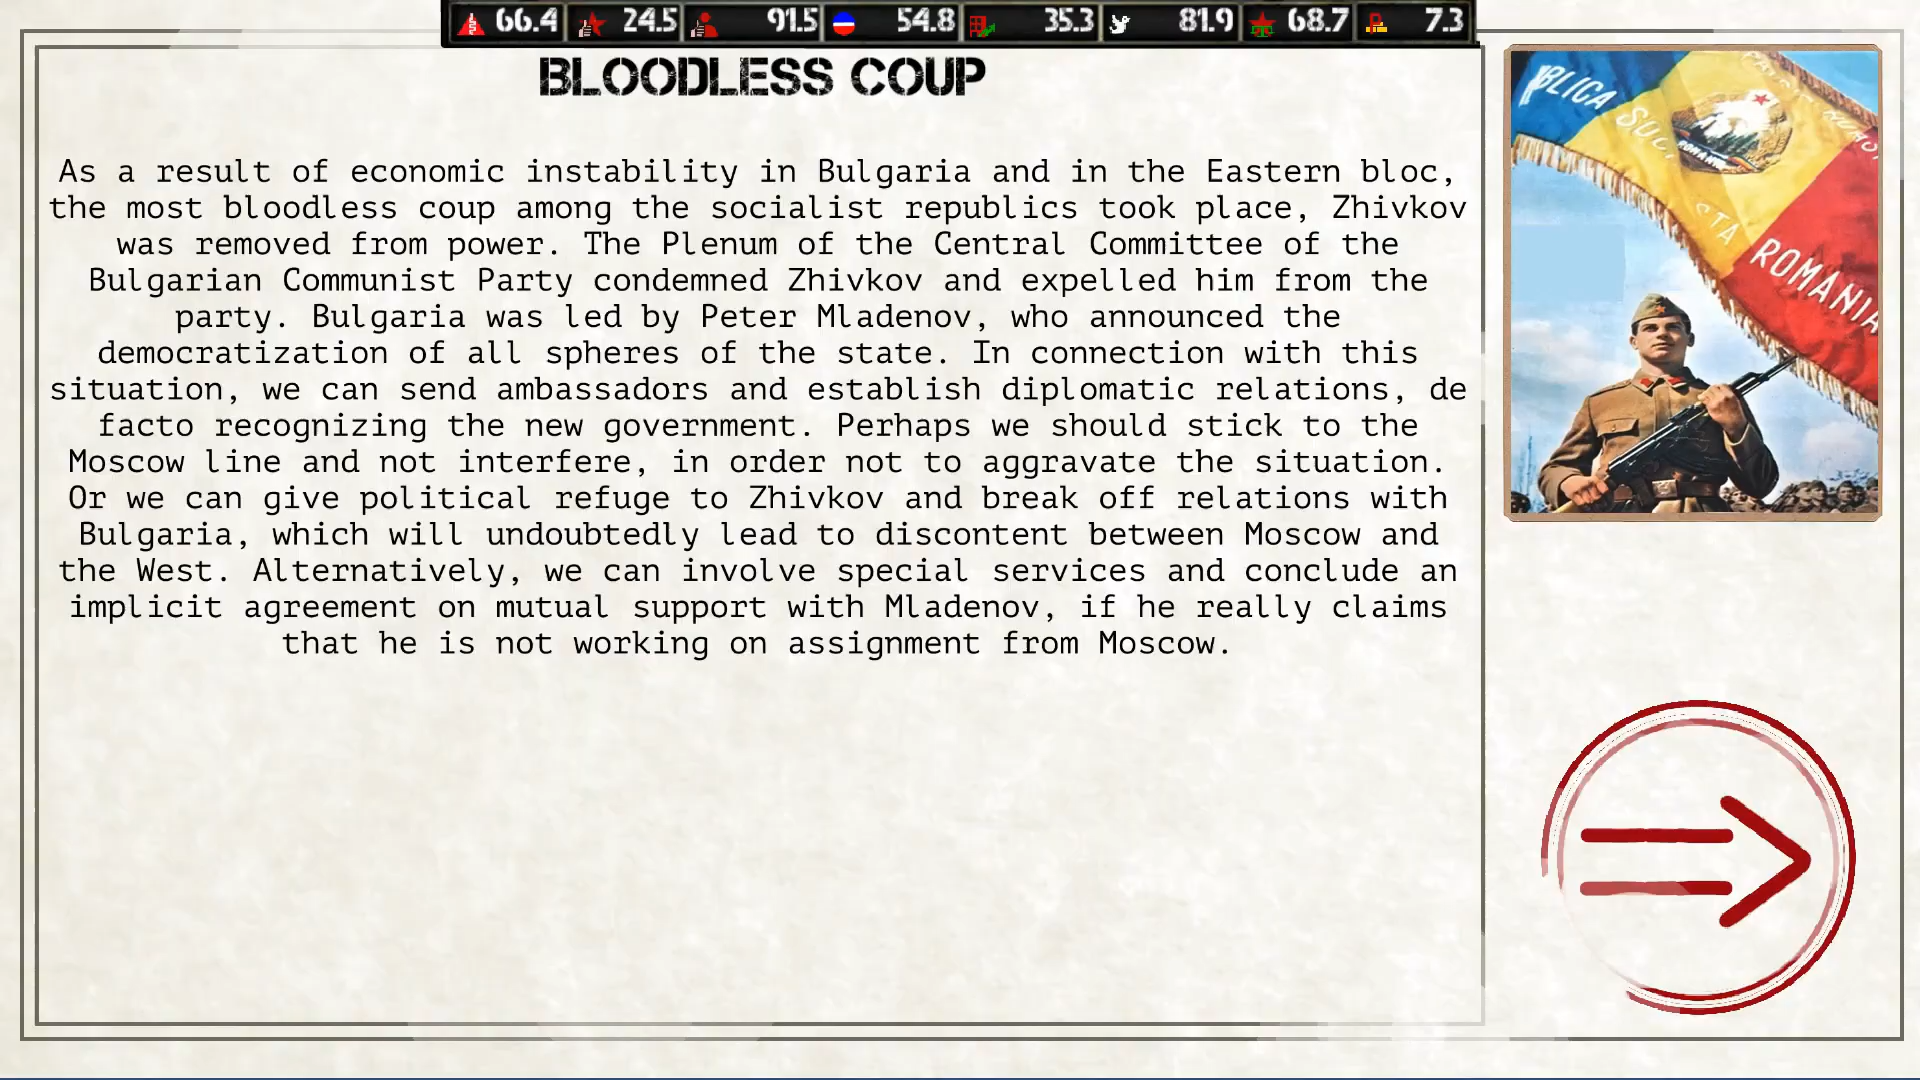 66.4 24.5 91.5 54.8 35.3 81.9 68.7 7.3
BLOODLESS COUP
As a result of economic instability in Bulgaria and in the Eastern bloc,
the most bloodless coup among the socialist republics took place, Zhivkov
was removed from power. The Plenum of the Central Committee of the
Bulgarian Communist Party condemned Zhivkov and expelled him from the
party. Bulgaria was led by Peter Mladenov, who announced the
democratization of all spheres of the state. In connection with this
situation, we can send ambassadors and establish diplomatic relations, de
facto recognizing the new government. Perhaps we should stick to the
Moscow line and not interfere, in order not to aggravate the situation.
Or we can give political refuge to Zhivkov and break off relations with
Bulgaria, which will undoubtedly lead to discontent between Moscow and
the West. Alternatively, we can involve special services and conclude an
implicit agreement on mutual support with Mladenov, if he really claims
that he is not working on assignment from Moscow.
BLICA
ROMANIA